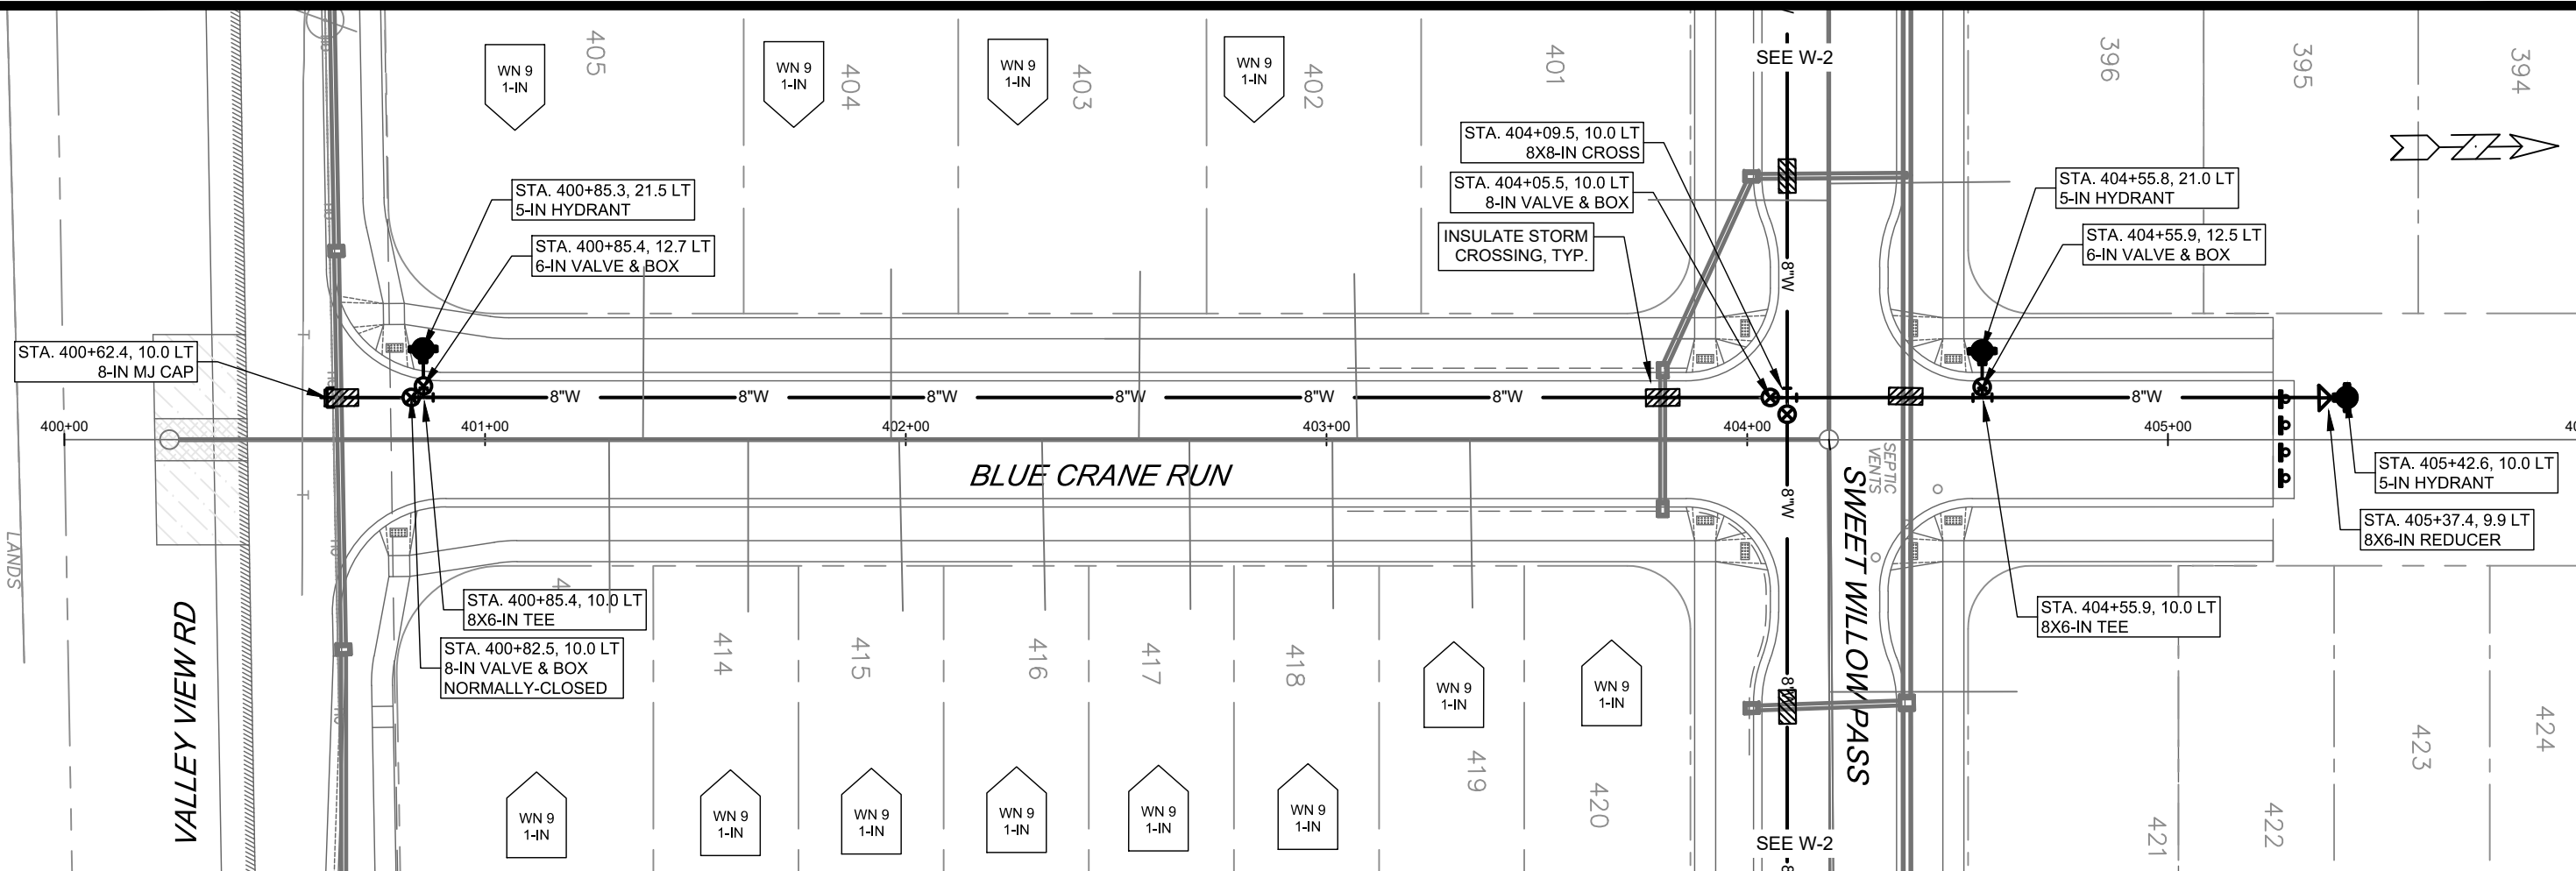 405
404
403
402
401
396
395
394
WN 9
1-IN
WN 9
1-IN
WN 9
1-IN
WN 9
1-IN
SEE W-2
STA. 404+09.5, 10.0 LT
8X8-IN CROSS
STA. 404+05.5, 10.0 LT
8-IN VALVE & BOX
INSULATE STORM
CROSSING, TYP.
STA. 400+85.3, 21.5 LT
5-IN HYDRANT
STA. 400+85.4, 12.7 LT
6-IN VALVE & BOX
STA. 404+55.8, 21.0 LT
5-IN HYDRANT
STA. 404+55.9, 12.5 LT
6-IN VALVE & BOX
STA. 400+62.4, 10.0 LT
8-IN MJ CAP
8"W
8"W
8"W
8"W
8"W
8"W
8"W
8"W
8"W
400+00
401+00
402+00
403+00
404+00
405+00
BLUE CRANE RUN
SEPTIC
VENTS
SWEET WILLOW PASS
VALLEY VIEW RD
LANDS
STA. 405+42.6, 10.0 LT
5-IN HYDRANT
STA. 405+37.4, 9.9 LT
8X6-IN REDUCER
STA. 400+85.4, 10.0 LT
8X6-IN TEE
STA. 400+82.5, 10.0 LT
8-IN VALVE & BOX
NORMALLY-CLOSED
STA. 404+55.9, 10.0 LT
8X6-IN TEE
414
415
416
417
418
419
420
421
422
423
424
WN 9
1-IN
WN 9
1-IN
WN 9
1-IN
WN 9
1-IN
WN 9
1-IN
WN 9
1-IN
WN 9
1-IN
WN 9
1-IN
SEE W-2